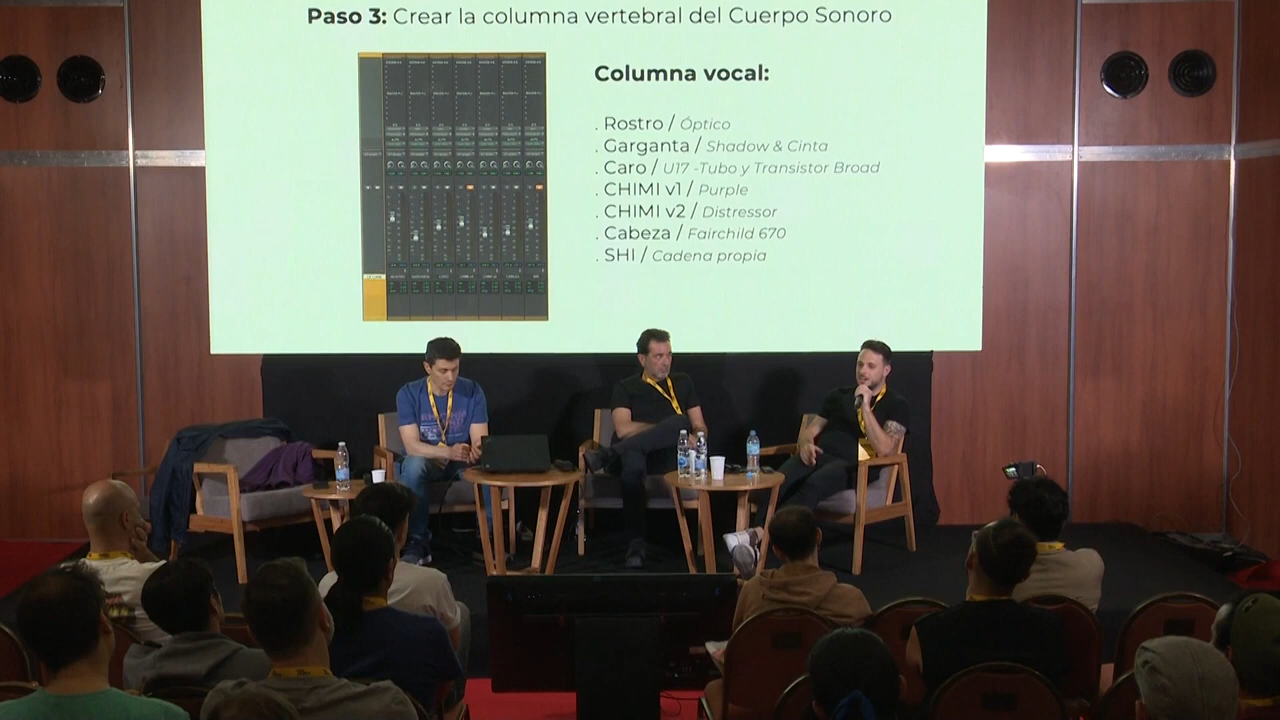 Paso 3: Crear la columna vertebral del Cuerpo Sonoro
Columna vocal:
. Rostro / Óptico
. Garganta / Shadow & Cinta
. Caro / U17 -Tubo y Transistor Broad
. CHIMI v1 / Purple
. CHIMI v2 / Distressor
. Cabeza / Fairchild 670
. SHI / Cadena propia